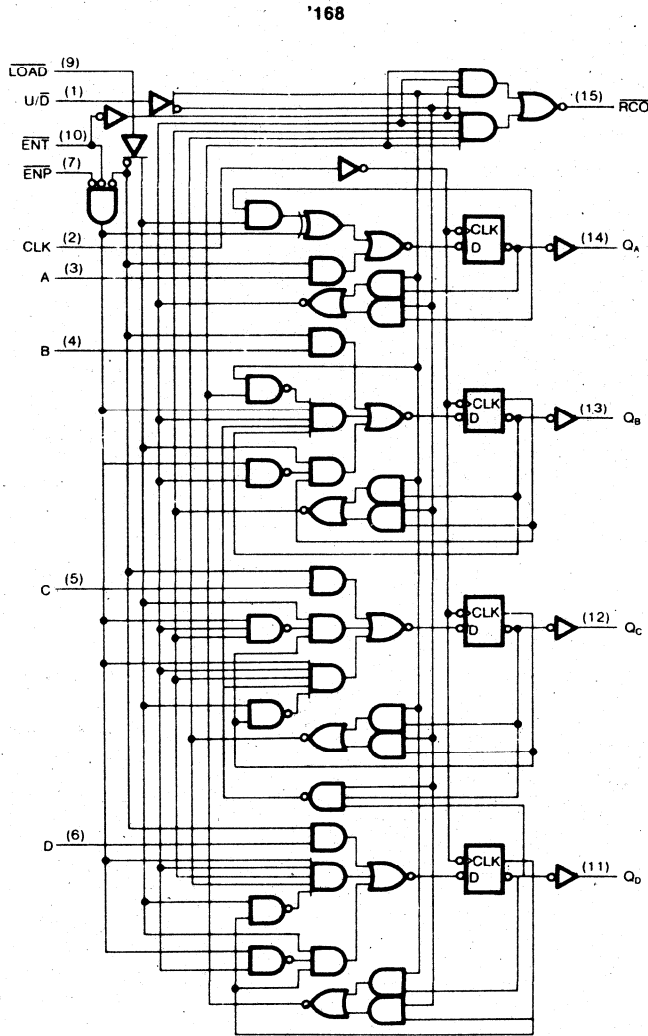 '168
LOAD (9)
U/D (1)
(10)
ENT
(7)
ENP
(15) RCO
CLK (2)
A (3)
CLK
D
(14) QA
B (4)
CLK
D
(13) QB
C (5)
CLK
D
(12) QC
D (6)
CLK
D
(11) QD